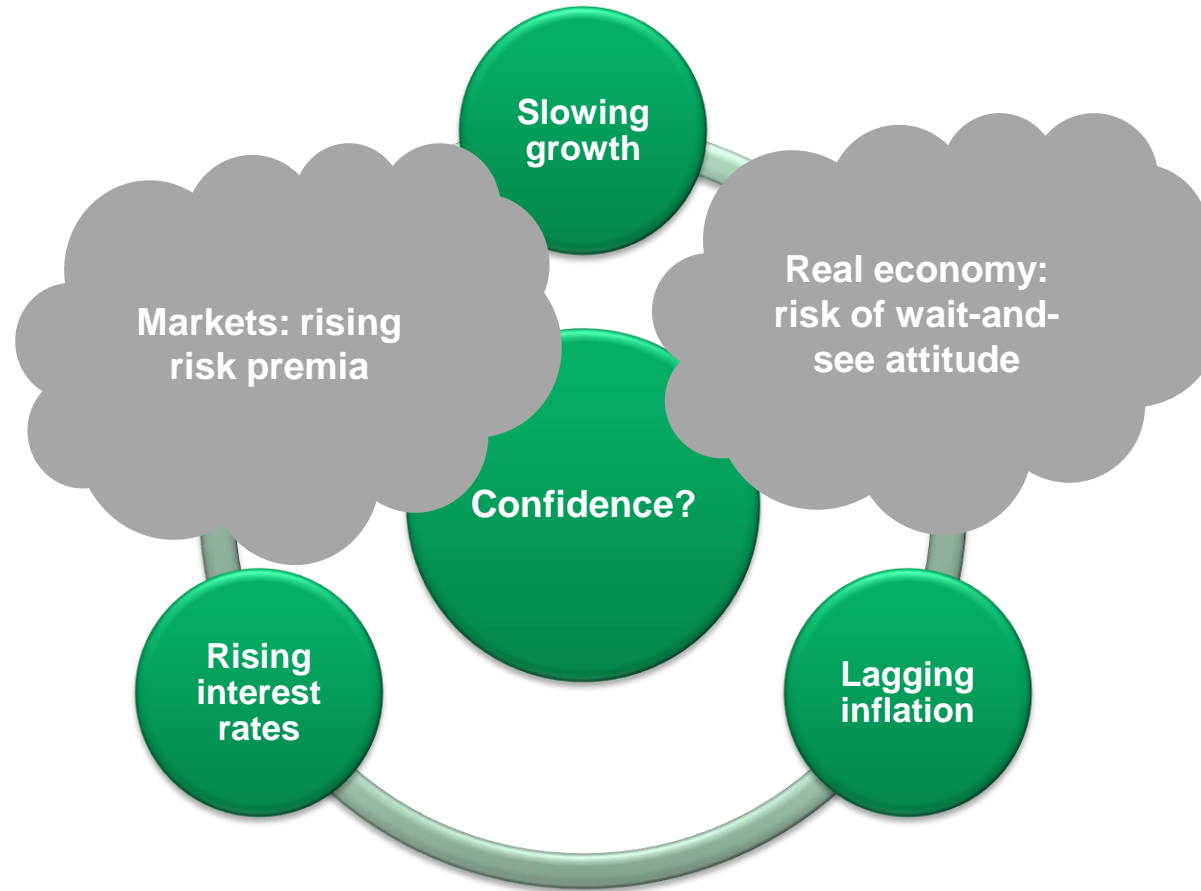 Slowing
growth
Markets: rising
risk premia
Real economy:
risk of wait-and-
see attitude
Confidence?
Rising
interest
rates
Lagging
inflation